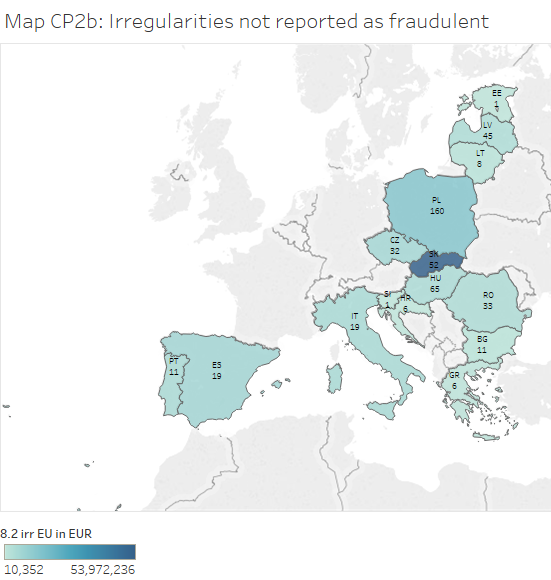 Map CP2b: Irregularities not reported as fraudulent
EE
1
LV
45
LT
8
PL
160
CZ
32
SK
52
HU
65
SI
1
HR
6
RO
33
IT
19
BG
11
PT
11
ES
19
GR
6
8.2 irr EU in EUR
10,352 53,972,236